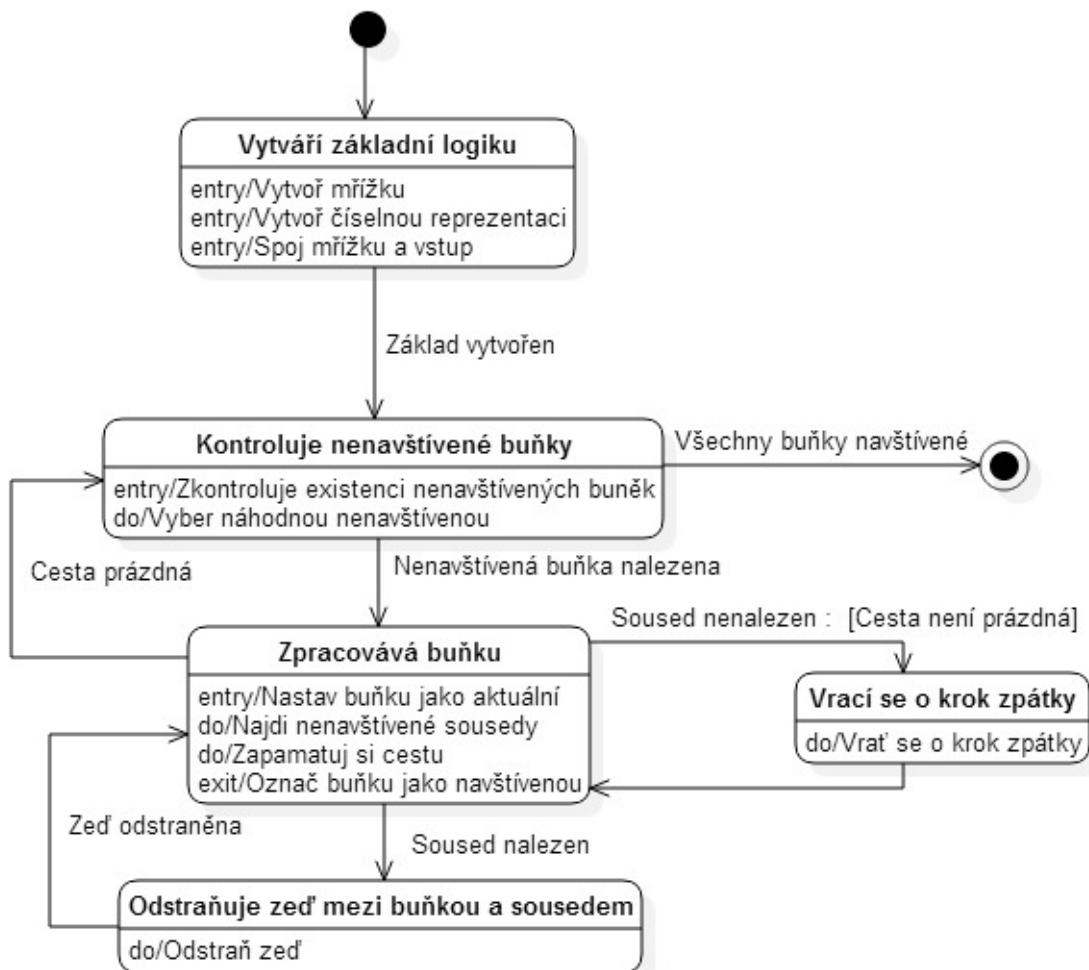 Vytváří základní logiku
entry/Vytvoř mřížku
entry/Vytvoř číselnou reprezentaci
entry/Spoj mřížku a vstup
Základ vytvořen
Kontroluje nenavštívené buňky
entry/Zkontroluje existenci nenavštívených buněk
do/Vyber náhodnou nenavštívenou
Všechny buňky navštívené
Cesta prázdná
Nenavštívená buňka nalezena
Soused nenalezen : [Cesta není prázdná]
Zpracovává buňku
entry/Nastav buňku jako aktuální
do/Najdi nenavštívené sousedy
do/Zapamatuj si cestu
exit/Označ buňku jako navštívenou
Vrací se o krok zpátky
do/Vrať se o krok zpátky
Zeď odstraněna
Soused nalezen
Odstraňuje zeď mezi buňkou a sousedem
do/Odstraň zeď